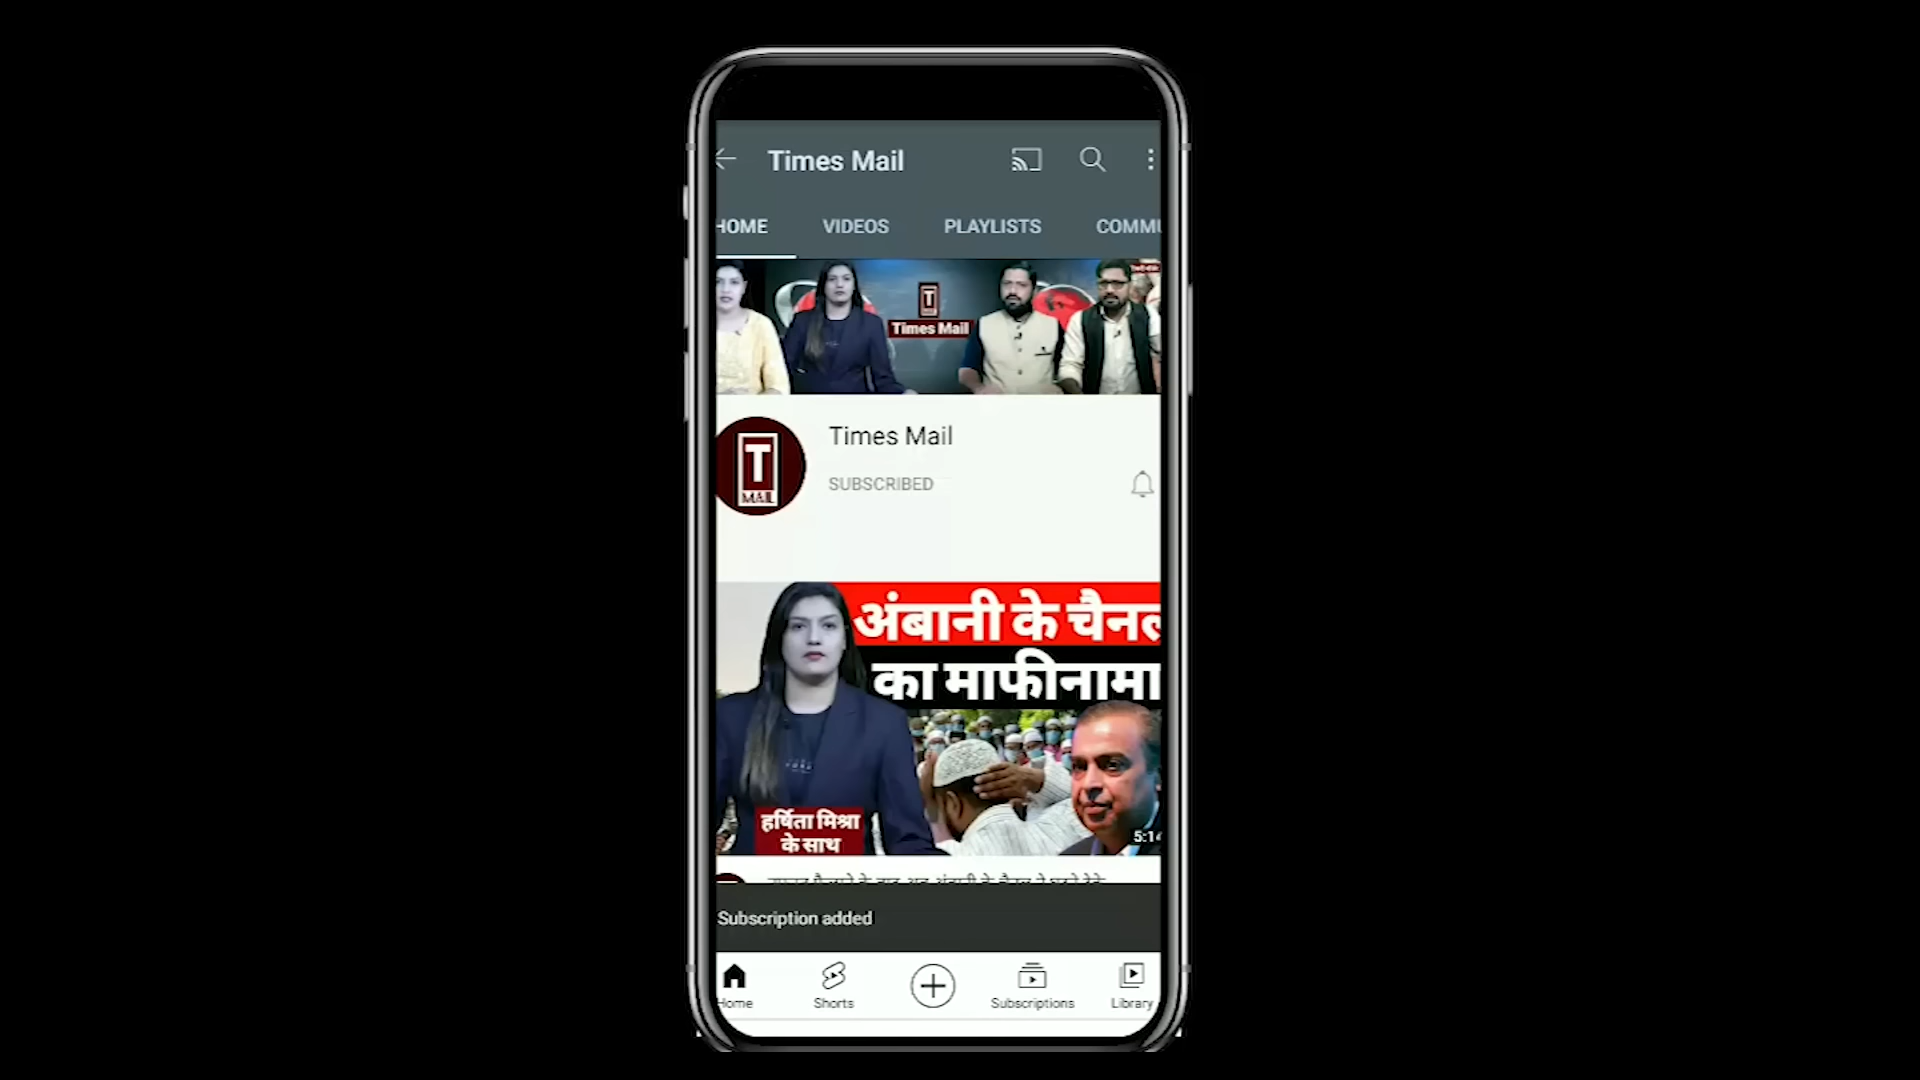 Times Mail
HOME VIDEOS PLAYLISTS COMMU
T
Times Mail
T
MAIL
Times Mail
SUBSCRIBED
अंबानी के चैनल
का माफीनामा
हर्षिता मिश्रा
के साथ
5:14
Subscription added
Home Shorts Subscriptions Library